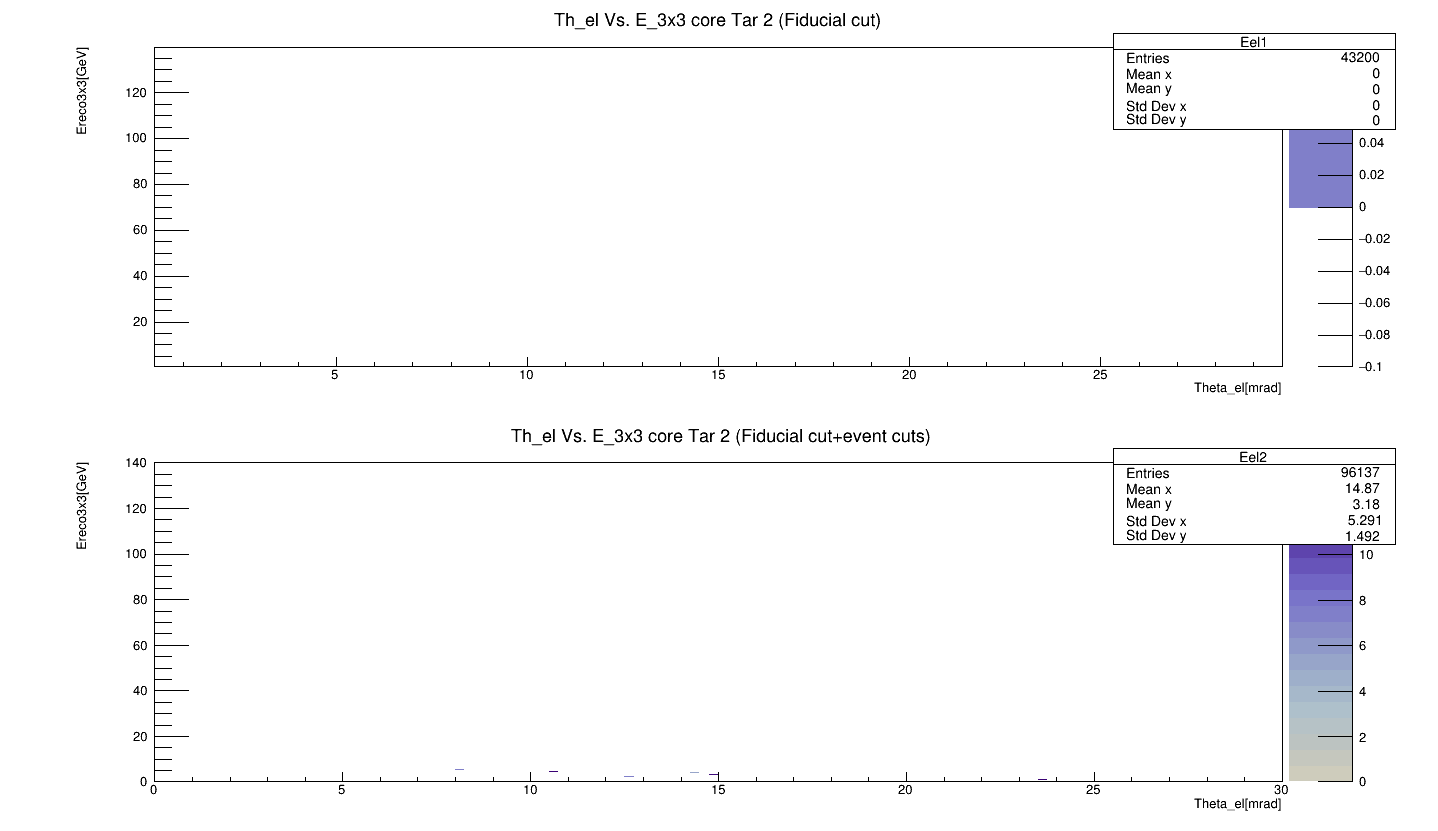 Th_el Vs. E_3x3 core Tar 2 (Fiducial cut)
Ereco3x3[GeV]
Eel1
Entries 43200
Mean x 0
Mean y 0
Std Dev x 0
Std Dev y 0
120
100
80
60
40
20
0.04
0.02
0
−0.02
−0.04
−0.06
−0.08
−0.1
5 10 15 20 25
Theta_el[mrad]
Th_el Vs. E_3x3 core Tar 2 (Fiducial cut+event cuts)
Ereco3x3[GeV]
Eel2
Entries 96137
Mean x 14.87
Mean y 3.18
Std Dev x 5.291
Std Dev y 1.492
140
120
100
80
60
40
20
0
10
8
6
4
2
0
0 5 10 15 20 25 30
Theta_el[mrad]